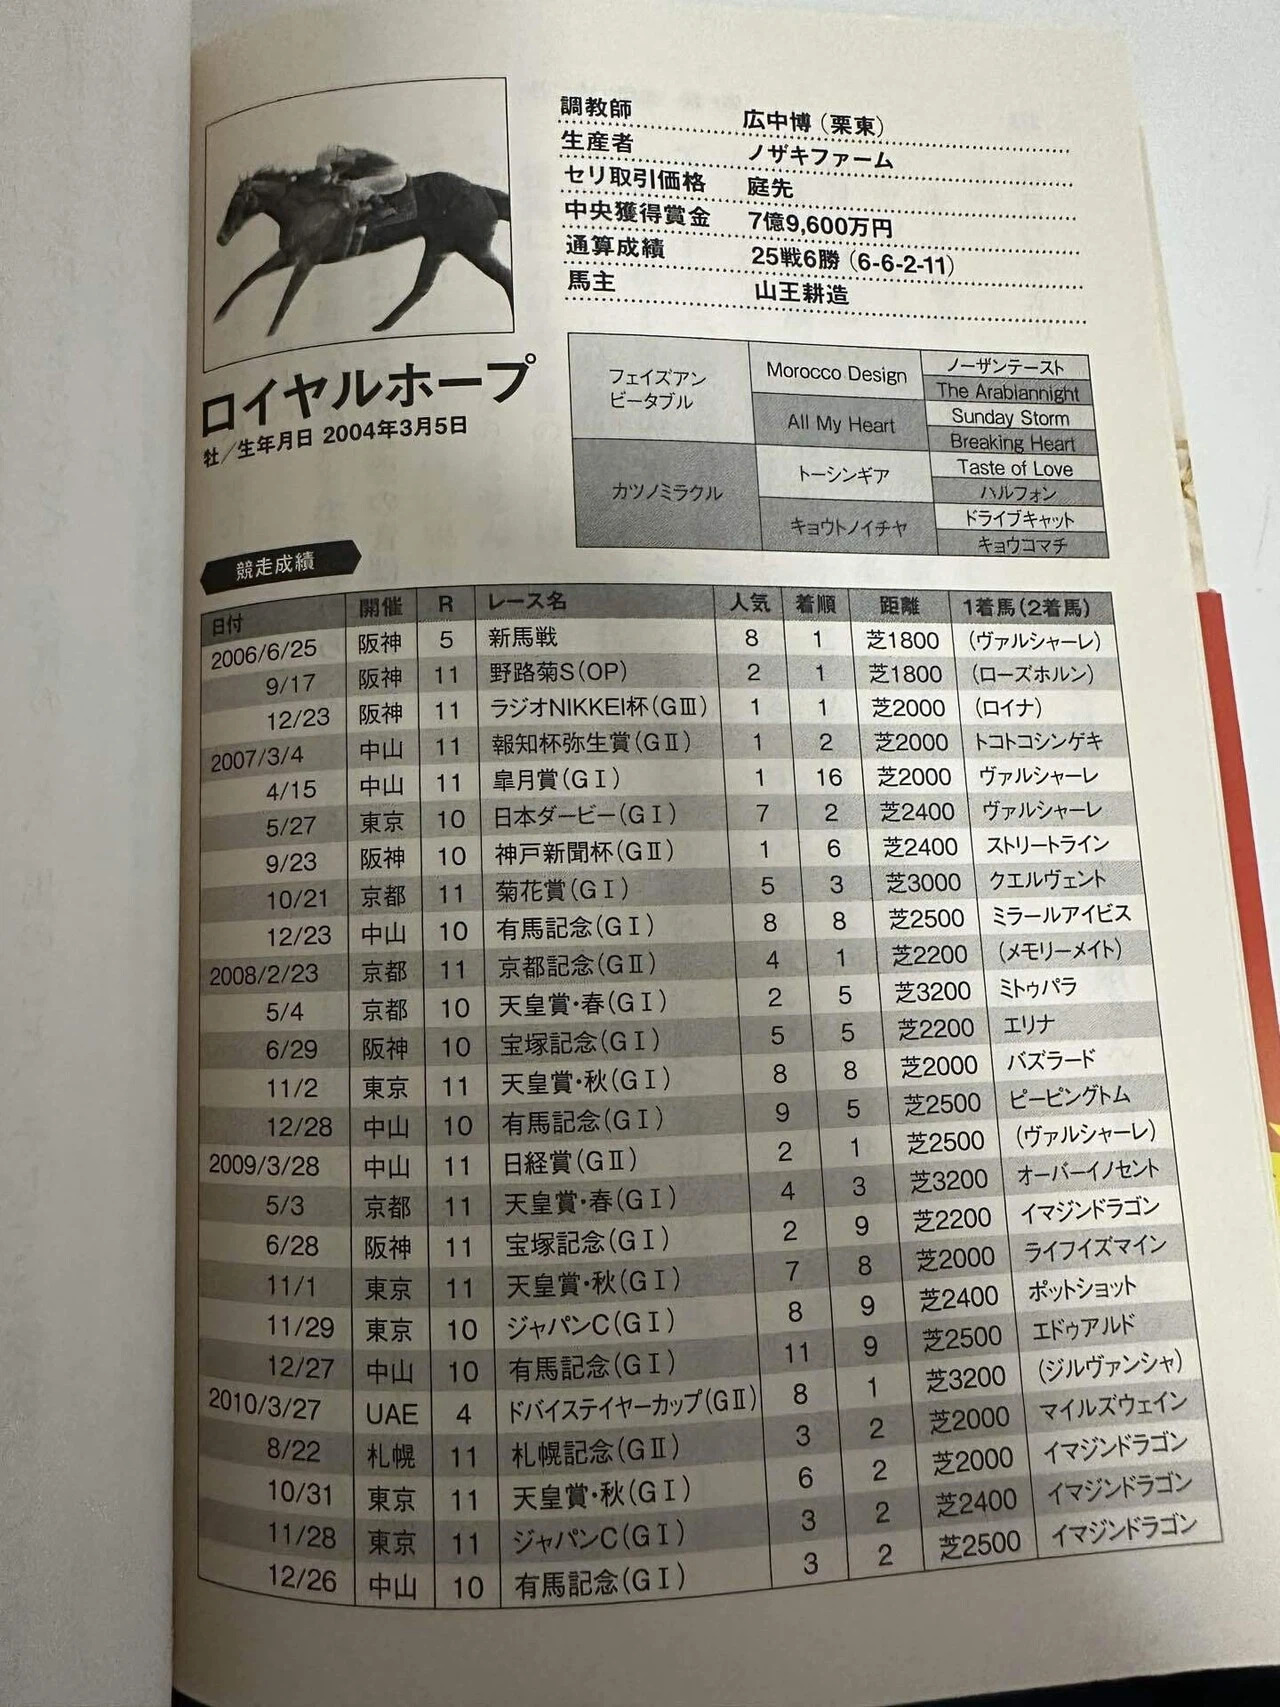 調教師 広中博（栗東）
生産者 ノザキファーム
セリ取引価格 庭先
中央獲得賞金 7億9,600万円
通算成績 25戦6勝（6-6-2-11）
馬主 山王耕造
ロイヤルホープ
牡／生年月日 2004年3月5日
フェイズアンビータブル Morocco Design ノーザンテースト
The Arabiannight
All My Heart Sunday Storm
Breaking Heart
カツノミラクル トーシンギア Taste of Love
ハルフォン
キョウトノイチヤ ドライブキャット
キョウコマチ
競走成績
日付 開催 R レース名 人気 着順 距離 1着馬（2着馬）
2006/6/25 阪神 5 新馬戦 8 1 芝1800 （ヴァルシャーレ）
9/17 阪神 11 野路菊S（OP） 2 1 芝1800 （ローズホルン）
12/23 阪神 11 ラジオNIKKEI杯（GⅢ） 1 1 芝2000 （ロイナ）
2007/3/4 中山 11 報知杯弥生賞（GⅡ） 1 2 芝2000 トコトコシンゲキ
4/15 中山 11 皐月賞（GⅠ） 1 16 芝2000 ヴァルシャーレ
5/27 東京 10 日本ダービー（GⅠ） 7 2 芝2400 ヴァルシャーレ
9/23 阪神 10 神戸新聞杯（GⅡ） 1 6 芝2400 ストリートライン
10/21 京都 11 菊花賞（GⅠ） 5 3 芝3000 クエルヴェント
12/23 中山 10 有馬記念（GⅠ） 8 8 芝2500 ミラールアイビス
2008/2/23 京都 11 京都記念（GⅡ） 4 1 芝2200 （メモリーメイト）
5/4 京都 10 天皇賞・春（GⅠ） 2 5 芝3200 ミトゥパラ
6/29 阪神 10 宝塚記念（GⅠ） 5 5 芝2200 エリナ
11/2 東京 11 天皇賞・秋（GⅠ） 8 8 芝2000 バズラード
12/28 中山 10 有馬記念（GⅠ） 9 5 芝2500 ピーピングトム
2009/3/28 中山 11 日経賞（GⅡ） 2 1 芝2500 （ヴァルシャーレ）
5/3 京都 11 天皇賞・春（GⅠ） 4 3 芝3200 オーバーイノセント
6/28 阪神 11 宝塚記念（GⅠ） 2 9 芝2200 イマジンドラゴン
11/1 東京 11 天皇賞・秋（GⅠ） 7 8 芝2000 ライフイズマイン
11/29 東京 10 ジャパンC（GⅠ） 8 9 芝2400 ポットショット
12/27 中山 10 有馬記念（GⅠ） 11 9 芝2500 エドゥアルド
2010/3/27 UAE 4 ドバイステイヤーカップ（GⅡ） 8 1 芝3200 （ジルヴァンシャ）
8/22 札幌 11 札幌記念（GⅡ） 3 2 芝2000 マイルズウェイン
10/31 東京 11 天皇賞・秋（GⅠ） 6 2 芝2000 イマジンドラゴン
11/28 東京 11 ジャパンC（GⅠ） 3 2 芝2400 イマジンドラゴン
12/26 中山 10 有馬記念（GⅠ） 3 2 芝2500 イマジンドラゴン